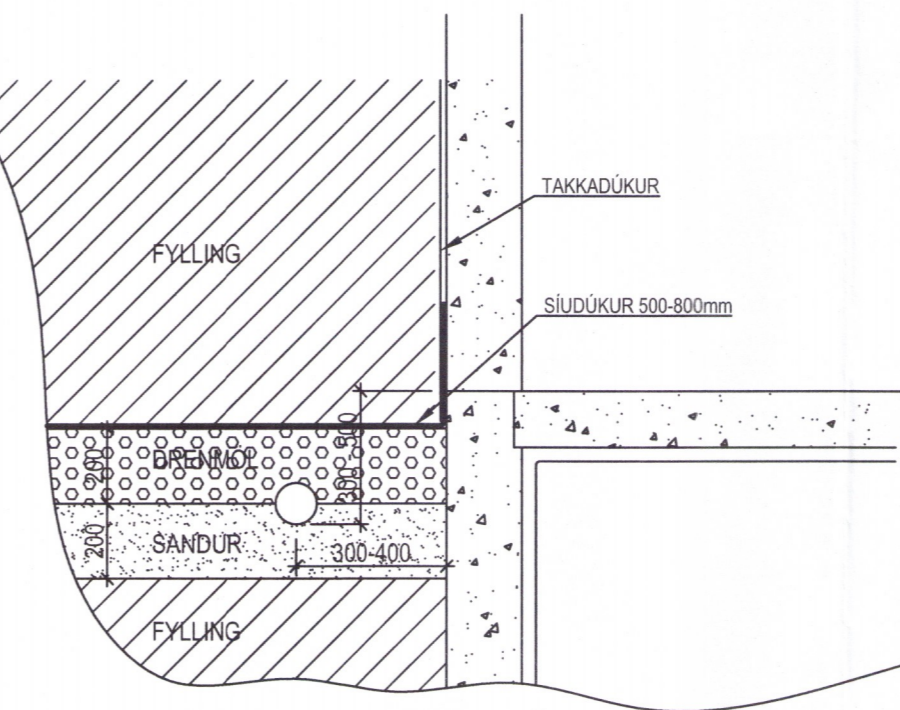 TAKKADÚKUR
FYLLING
SÍUDÚKUR 500-800mm
DRENMÖL
200
300-500
SANDUR
200
300-400
FYLLING